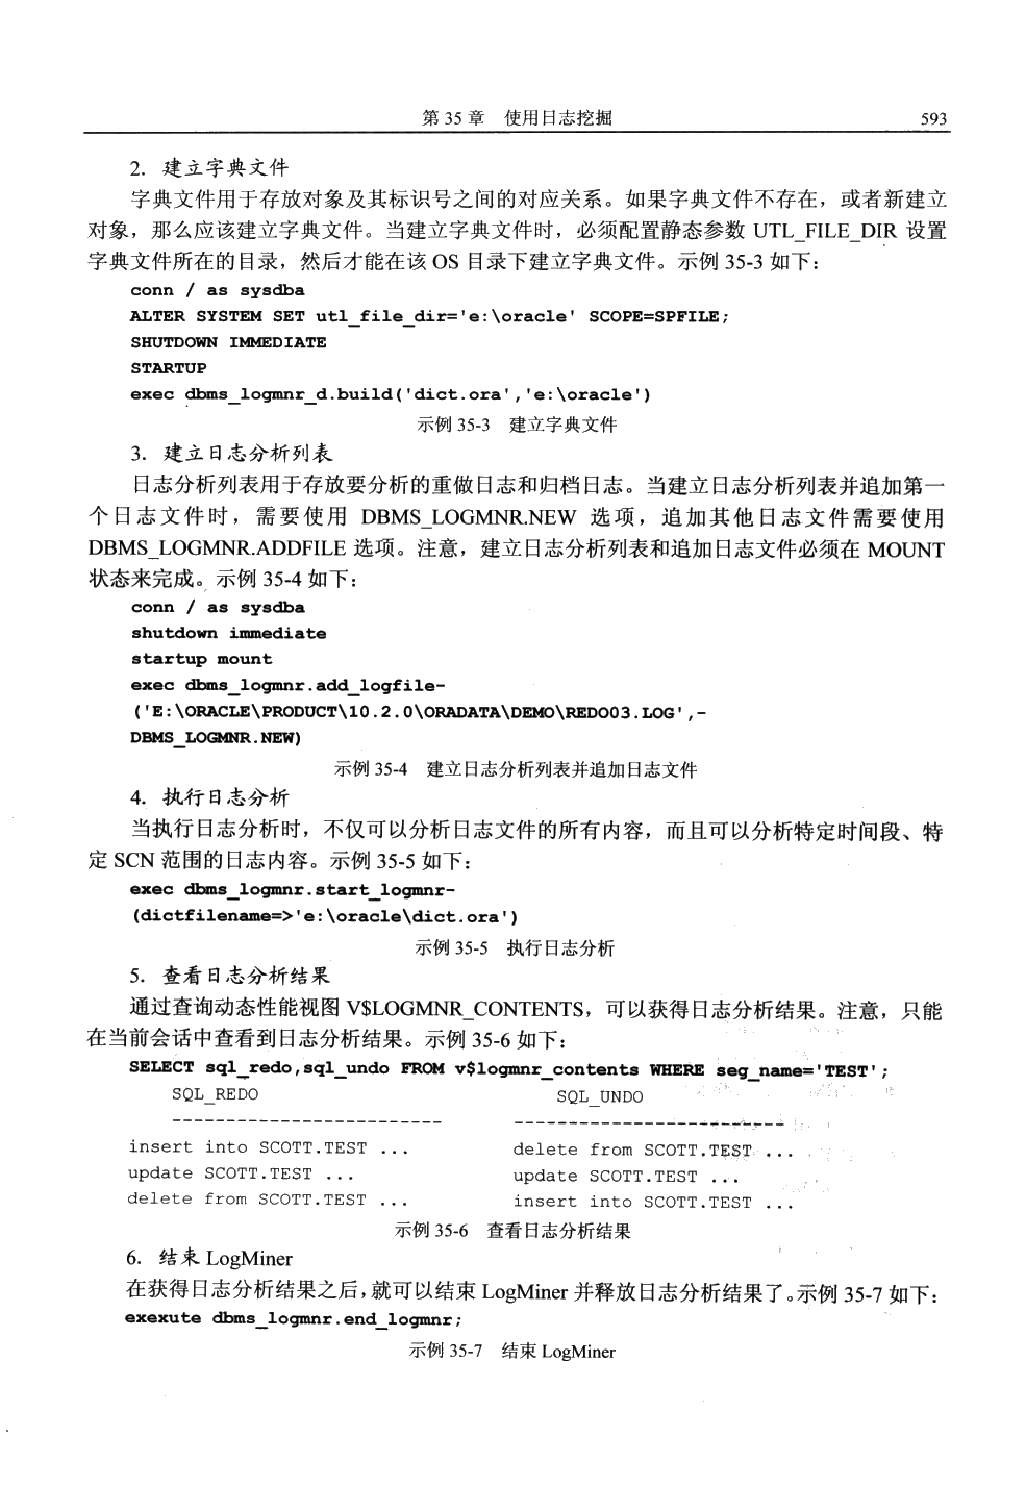 第 35 章　使用日志挖掘　593
2．建立字典文件
字典文件用于存放对象及其标识号之间的对应关系。如果字典文件不存在，或者新建立
对象，那么应该建立字典文件。当建立字典文件时，必须配置静态参数 UTL_FILE_DIR 设置
字典文件所在的目录，然后才能在该 OS 目录下建立字典文件。示例 35-3 如下：
conn / as sysdba
ALTER SYSTEM SET utl_file_dir='e:\oracle' SCOPE=SPFILE;
SHUTDOWN IMMEDIATE
STARTUP
exec dbms_logmnr_d.build('dict.ora','e:\oracle')
示例 35-3　建立字典文件
3．建立日志分析列表
日志分析列表用于存放要分析的重做日志和归档日志。当建立日志分析列表并追加第一
个日志文件时，需要使用 DBMS_LOGMNR.NEW 选项，追加其他日志文件需要使用
DBMS_LOGMNR.ADDFILE 选项。注意，建立日志分析列表和追加日志文件必须在 MOUNT
状态来完成。示例 35-4 如下：
conn / as sysdba
shutdown immediate
startup mount
exec dbms_logmnr.add_logfile-
('E:\ORACLE\PRODUCT\10.2.0\ORADATA\DEMO\REDO03.LOG',-
DBMS_LOGMNR.NEW)
示例 35-4　建立日志分析列表并追加日志文件
4．执行日志分析
当执行日志分析时，不仅可以分析日志文件的所有内容，而且可以分析特定时间段、特
定 SCN 范围的日志内容。示例 35-5 如下：
exec dbms_logmnr.start_logmnr-
(dictfilename=>'e:\oracle\dict.ora')
示例 35-5　执行日志分析
5．查看日志分析结果
通过查询动态性能视图 V$LOGMNR_CONTENTS，可以获得日志分析结果。注意，只能
在当前会话中查看到日志分析结果。示例 35-6 如下：
SELECT sql_redo,sql_undo FROM v$logmnr_contents WHERE seg_name='TEST';
SQL_REDO　SQL_UNDO
-------------------------　-------------------------
insert into SCOTT.TEST ...　delete from SCOTT.TEST ...
update SCOTT.TEST ...　update SCOTT.TEST ...
delete from SCOTT.TEST ...　insert into SCOTT.TEST ...
示例 35-6　查看日志分析结果
6．结束 LogMiner
在获得日志分析结果之后，就可以结束 LogMiner 并释放日志分析结果了。示例 35-7 如下：
exexute dbms_logmnr.end_logmnr;
示例 35-7　结束 LogMiner